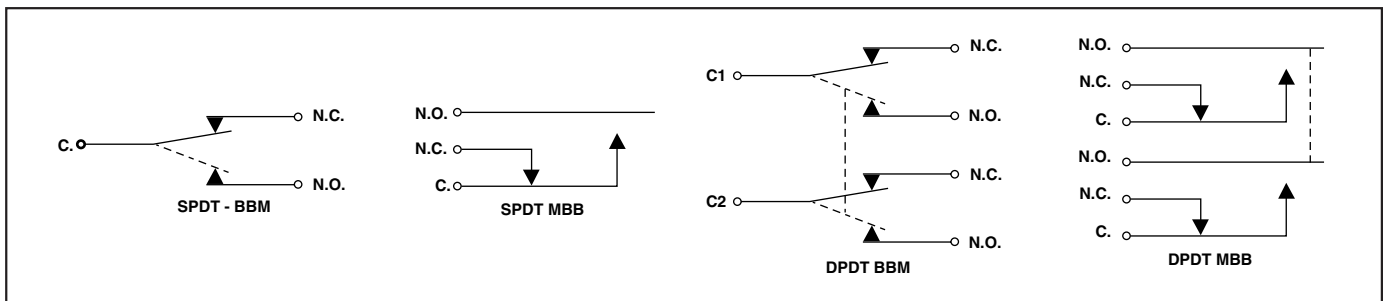 C.
N.C.
N.O.
SPDT - BBM
N.O.
N.C.
C.
SPDT MBB
C1
N.C.
N.O.
C2
N.C.
N.O.
DPDT BBM
N.O.
N.C.
C.
N.O.
N.C.
C.
DPDT MBB